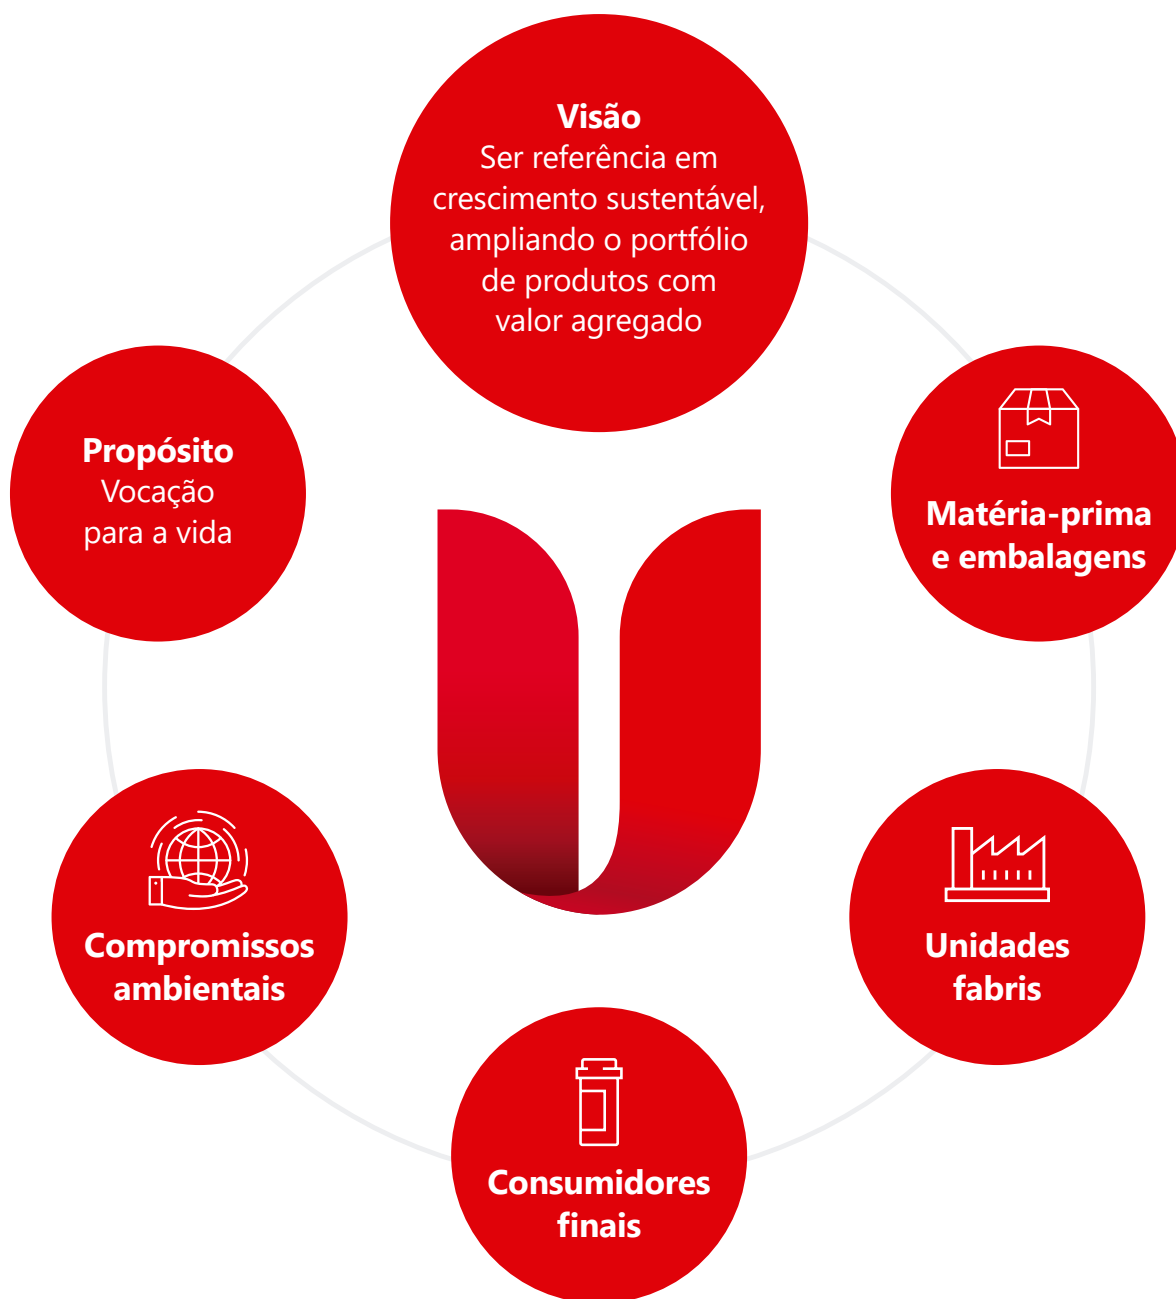 Visão
Ser referência em
crescimento sustentável,
ampliando o portfólio
de produtos com
valor agregado
Matéria-prima
e embalagens
Unidades
fabris
Consumidores
finais
Compromissos
ambientais
Propósito
Vocação
para a vida